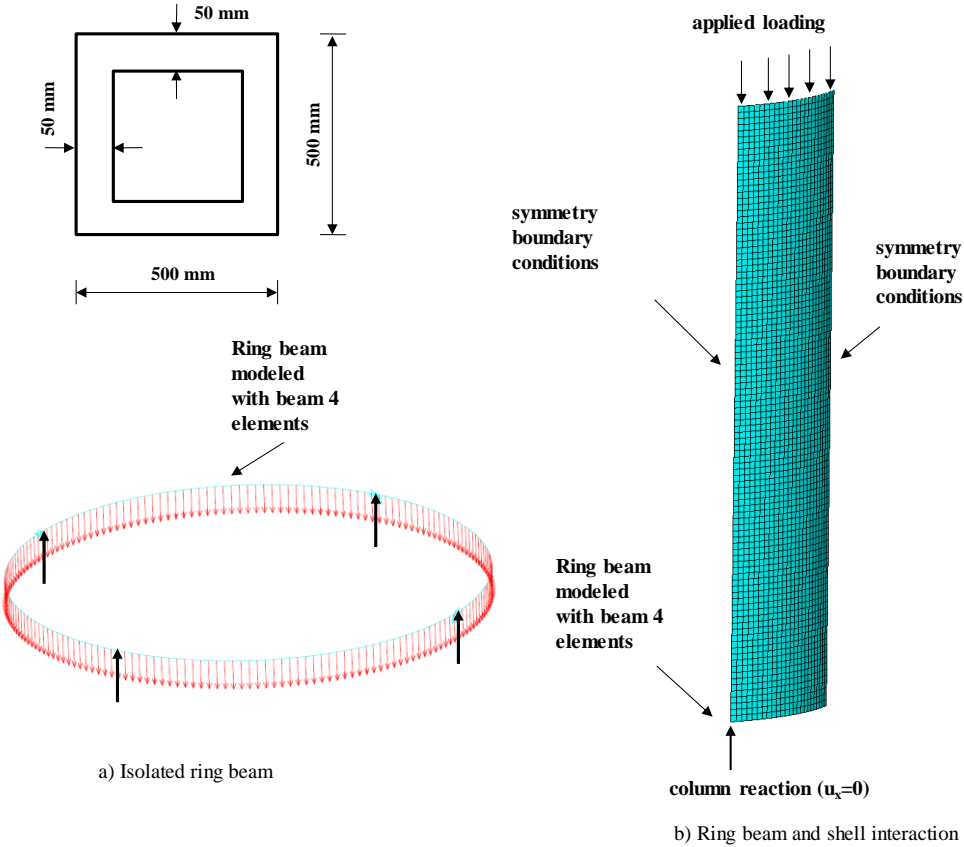 50 mm
50 mm
500 mm
500 mm
Ring beam
modeled
with beam 4
elements
a) Isolated ring beam
applied loading
symmetry
boundary
conditions
symmetry
boundary
conditions
Ring beam
modeled
with beam 4
elements
column reaction (uₓ=0)
b) Ring beam and shell interaction